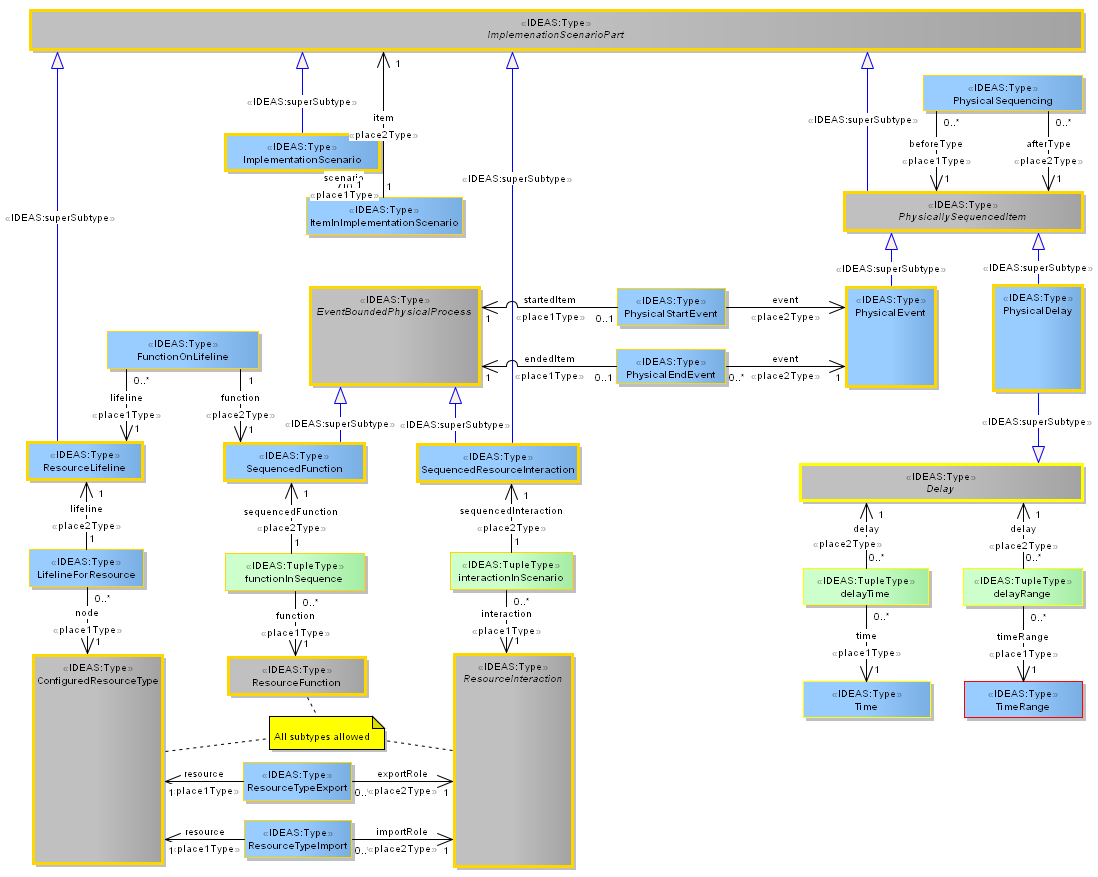 «IDEAS:Type»
ImplemenationScenarioPart
«IDEAS:Type»
PhysicalSequencing
1
«IDEAS:superSubtype»
item
«place2Type»
«IDEAS:superSubtype»
0..*
0..*
beforeType
«place1Type»
afterType
«place2Type»
«IDEAS:Type»
ImplementationScenario
scenario
1
«place1Type»
1
«IDEAS:superSubtype»
1
1
«IDEAS:Type»
ItemInImplementationScenario
«IDEAS:superSubtype»
«IDEAS:Type»
PhysicallySequencedItem
«IDEAS:superSubtype»
«IDEAS:superSubtype»
«IDEAS:Type»
EventBoundedPhysicalProcess
startedItem
«place1Type»
1
0..1
«IDEAS:Type»
PhysicalStartEvent
event
«place2Type»
«IDEAS:Type»
PhysicalEvent
«IDEAS:Type»
PhysicalDelay
endedItem
«place1Type»
1
0..1
«IDEAS:Type»
PhysicalEndEvent
0..*
event
«place2Type»
1
«IDEAS:Type»
FunctionOnLifeline
0..*
1
lifeline
«place1Type»
1
function
«place2Type»
1
«IDEAS:superSubtype»
«IDEAS:superSubtype»
«IDEAS:superSubtype»
«IDEAS:Type»
ResourceLifeline
«IDEAS:Type»
SequencedFunction
«IDEAS:Type»
SequencedResourceInteraction
«IDEAS:Type»
Delay
1
lifeline
«place2Type»
1
1
sequencedFunction
«place2Type»
1
1
sequencedInteraction
«place2Type»
1
1
delay
«place2Type»
0..*
1
delay
«place2Type»
0..*
«IDEAS:Type»
LifelineForResource
«IDEAS:TupleType»
functionInSequence
«IDEAS:TupleType»
interactionInScenario
«IDEAS:TupleType»
delayTime
«IDEAS:TupleType»
delayRange
0..*
node
«place1Type»
1
0..*
function
«place1Type»
1
0..*
interaction
«place1Type»
1
0..*
time
«place1Type»
1
0..*
timeRange
«place1Type»
1
«IDEAS:Type»
ConfiguredResourceType
«IDEAS:Type»
ResourceFunction
«IDEAS:Type»
ResourceInteraction
«IDEAS:Type»
Time
«IDEAS:Type»
TimeRange
All subtypes allowed
resource
1
place1Type»
«IDEAS:Type»
ResourceTypeExport
exportRole
0..
«place2Type»
1
resource
1
place1Type»
«IDEAS:Type»
ResourceTypeImport
importRole
0..
«place2Type»
1